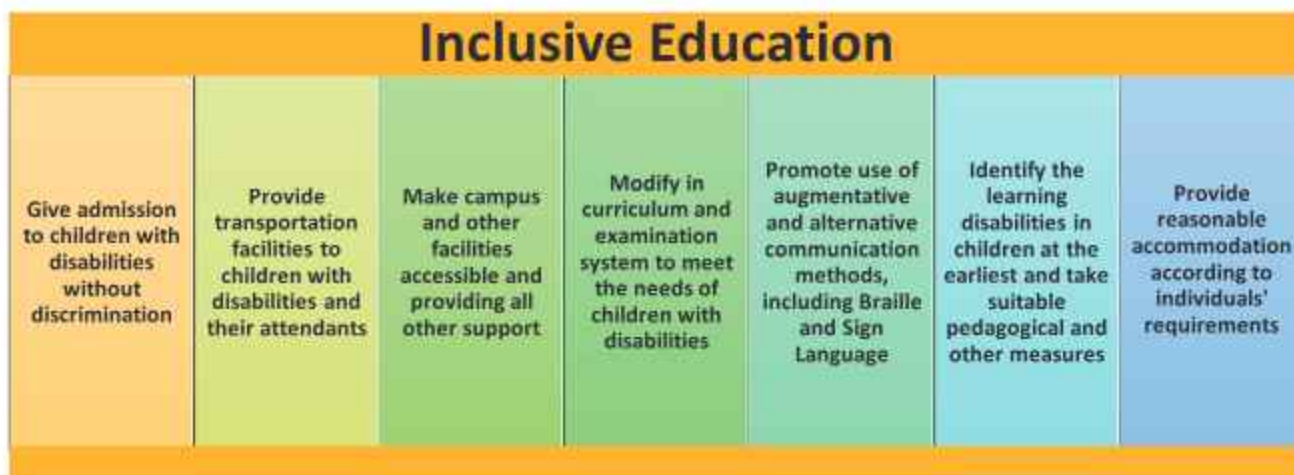 Inclusive Education
Give admission
to children with
disabilities
without
discrimination
Provide
transportation
facilities to
children with
disabilities and
their attendants
Make campus
and other
facilities
accessible and
providing all
other support
Modify in
curriculum and
examination
system to meet
the needs of
children with
disabilities
Promote use of
augmentative
and alternative
communication
methods,
including Braille
and Sign
Language
Identify the
learning
disabilities in
children at the
earliest and take
suitable
pedagogical and
other measures
Provide
reasonable
accommodation
according to
individuals'
requirements